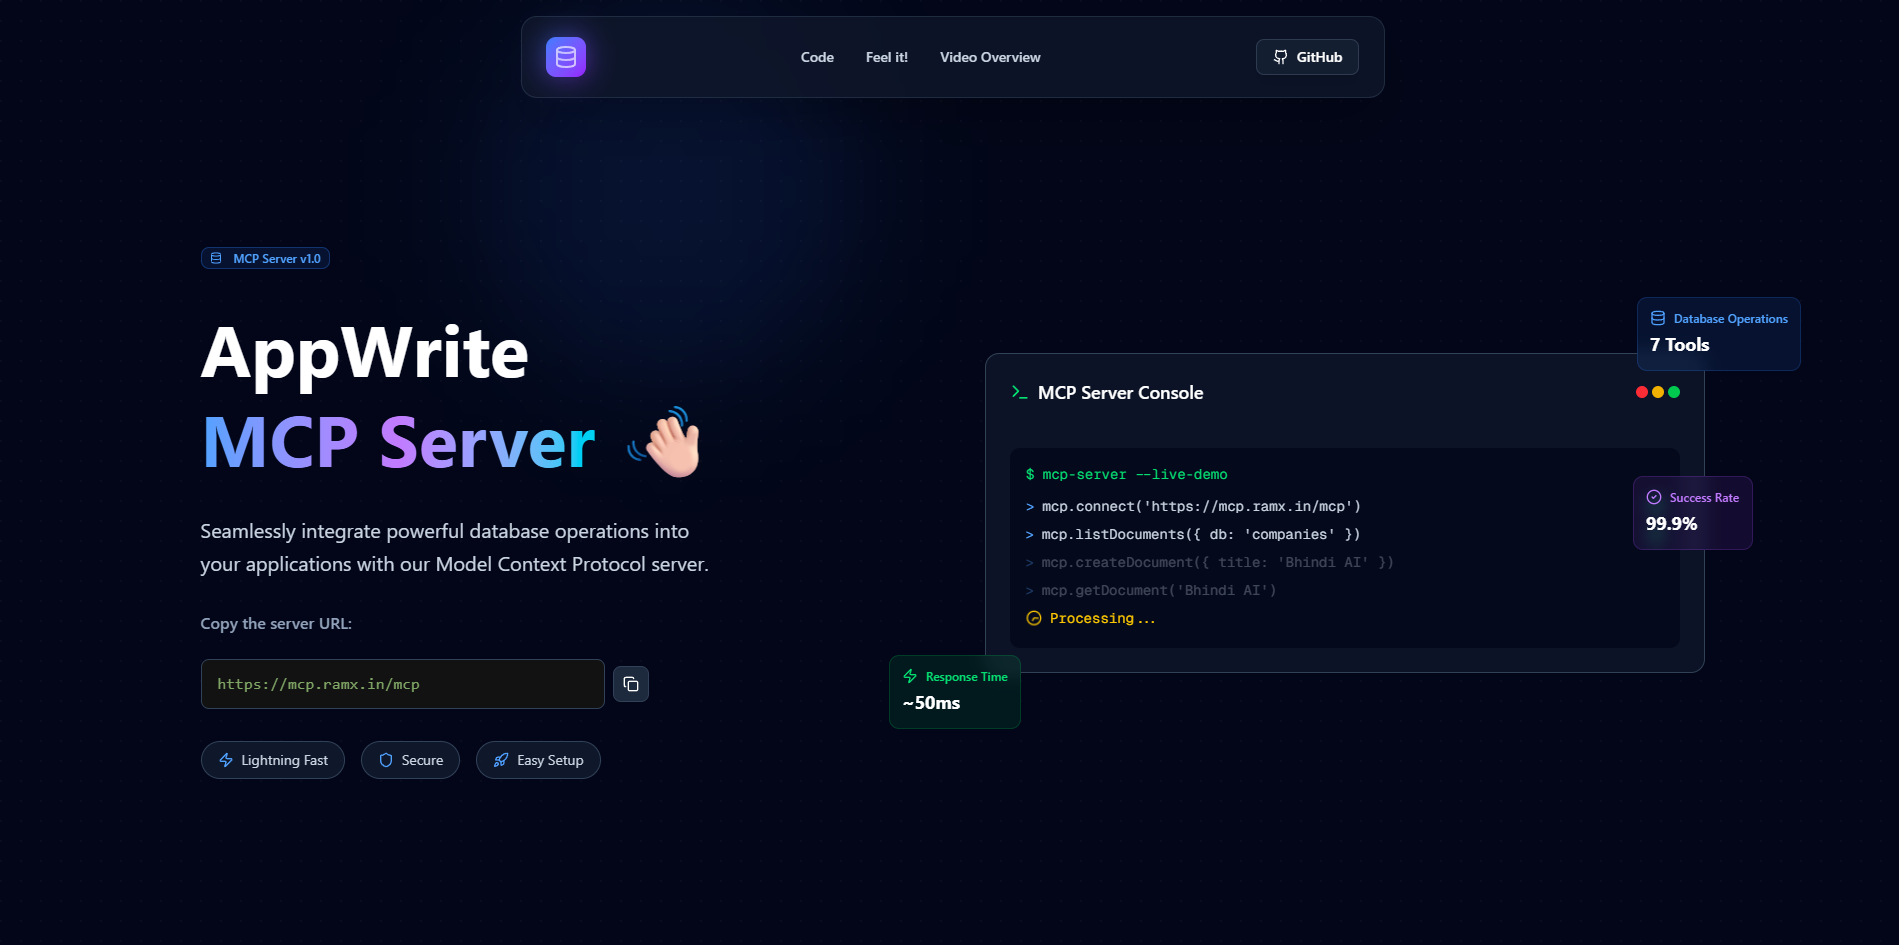 Code
Feel it!
Video Overview
GitHub
MCP Server v1.0
AppWrite
MCP Server
Seamlessly integrate powerful database operations into
your applications with our Model Context Protocol server.
Copy the server URL:
https://mcp.ramx.in/mcp
Lightning Fast
Secure
Easy Setup
Database Operations
7 Tools
MCP Server Console
$ mcp-server --live-demo
> mcp.connect('https://mcp.ramx.in/mcp')
> mcp.listDocuments({ db: 'companies' })
> mcp.createDocument({ title: 'Bhindi AI' })
> mcp.getDocument('Bhindi AI')
Processing...
Success Rate
99.9%
Response Time
~50ms